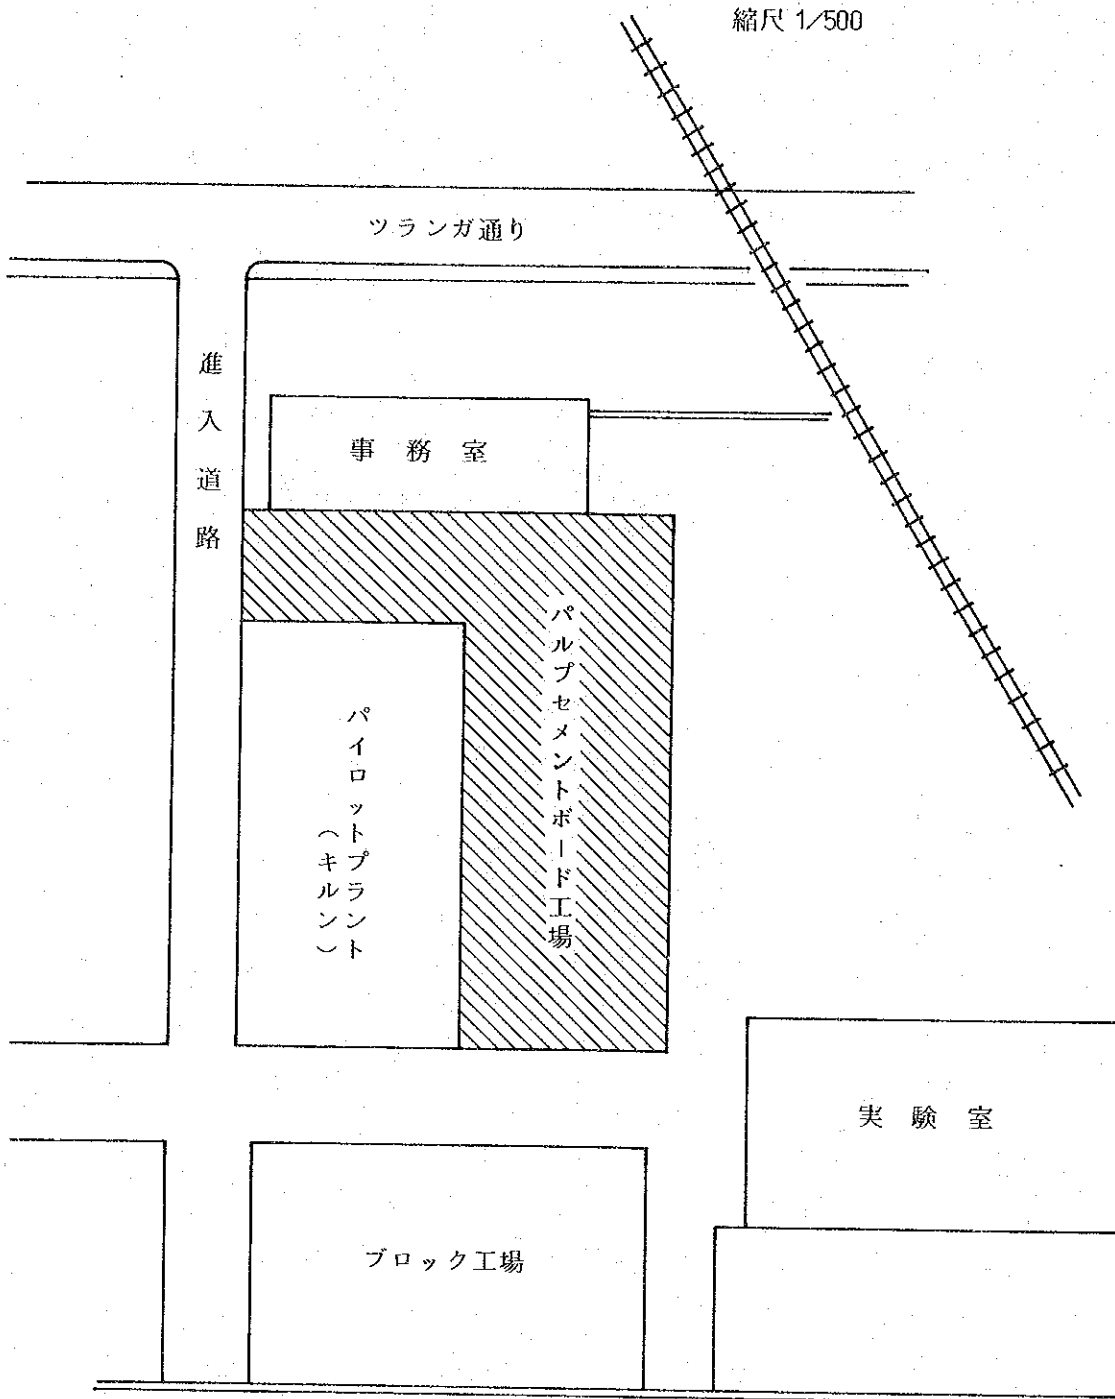 縮尺 1/500
ツランガ通り
進入道路
事務室
パルプセメントボード工場
パイロットプラント
(キルン)
実験室
ブロック工場